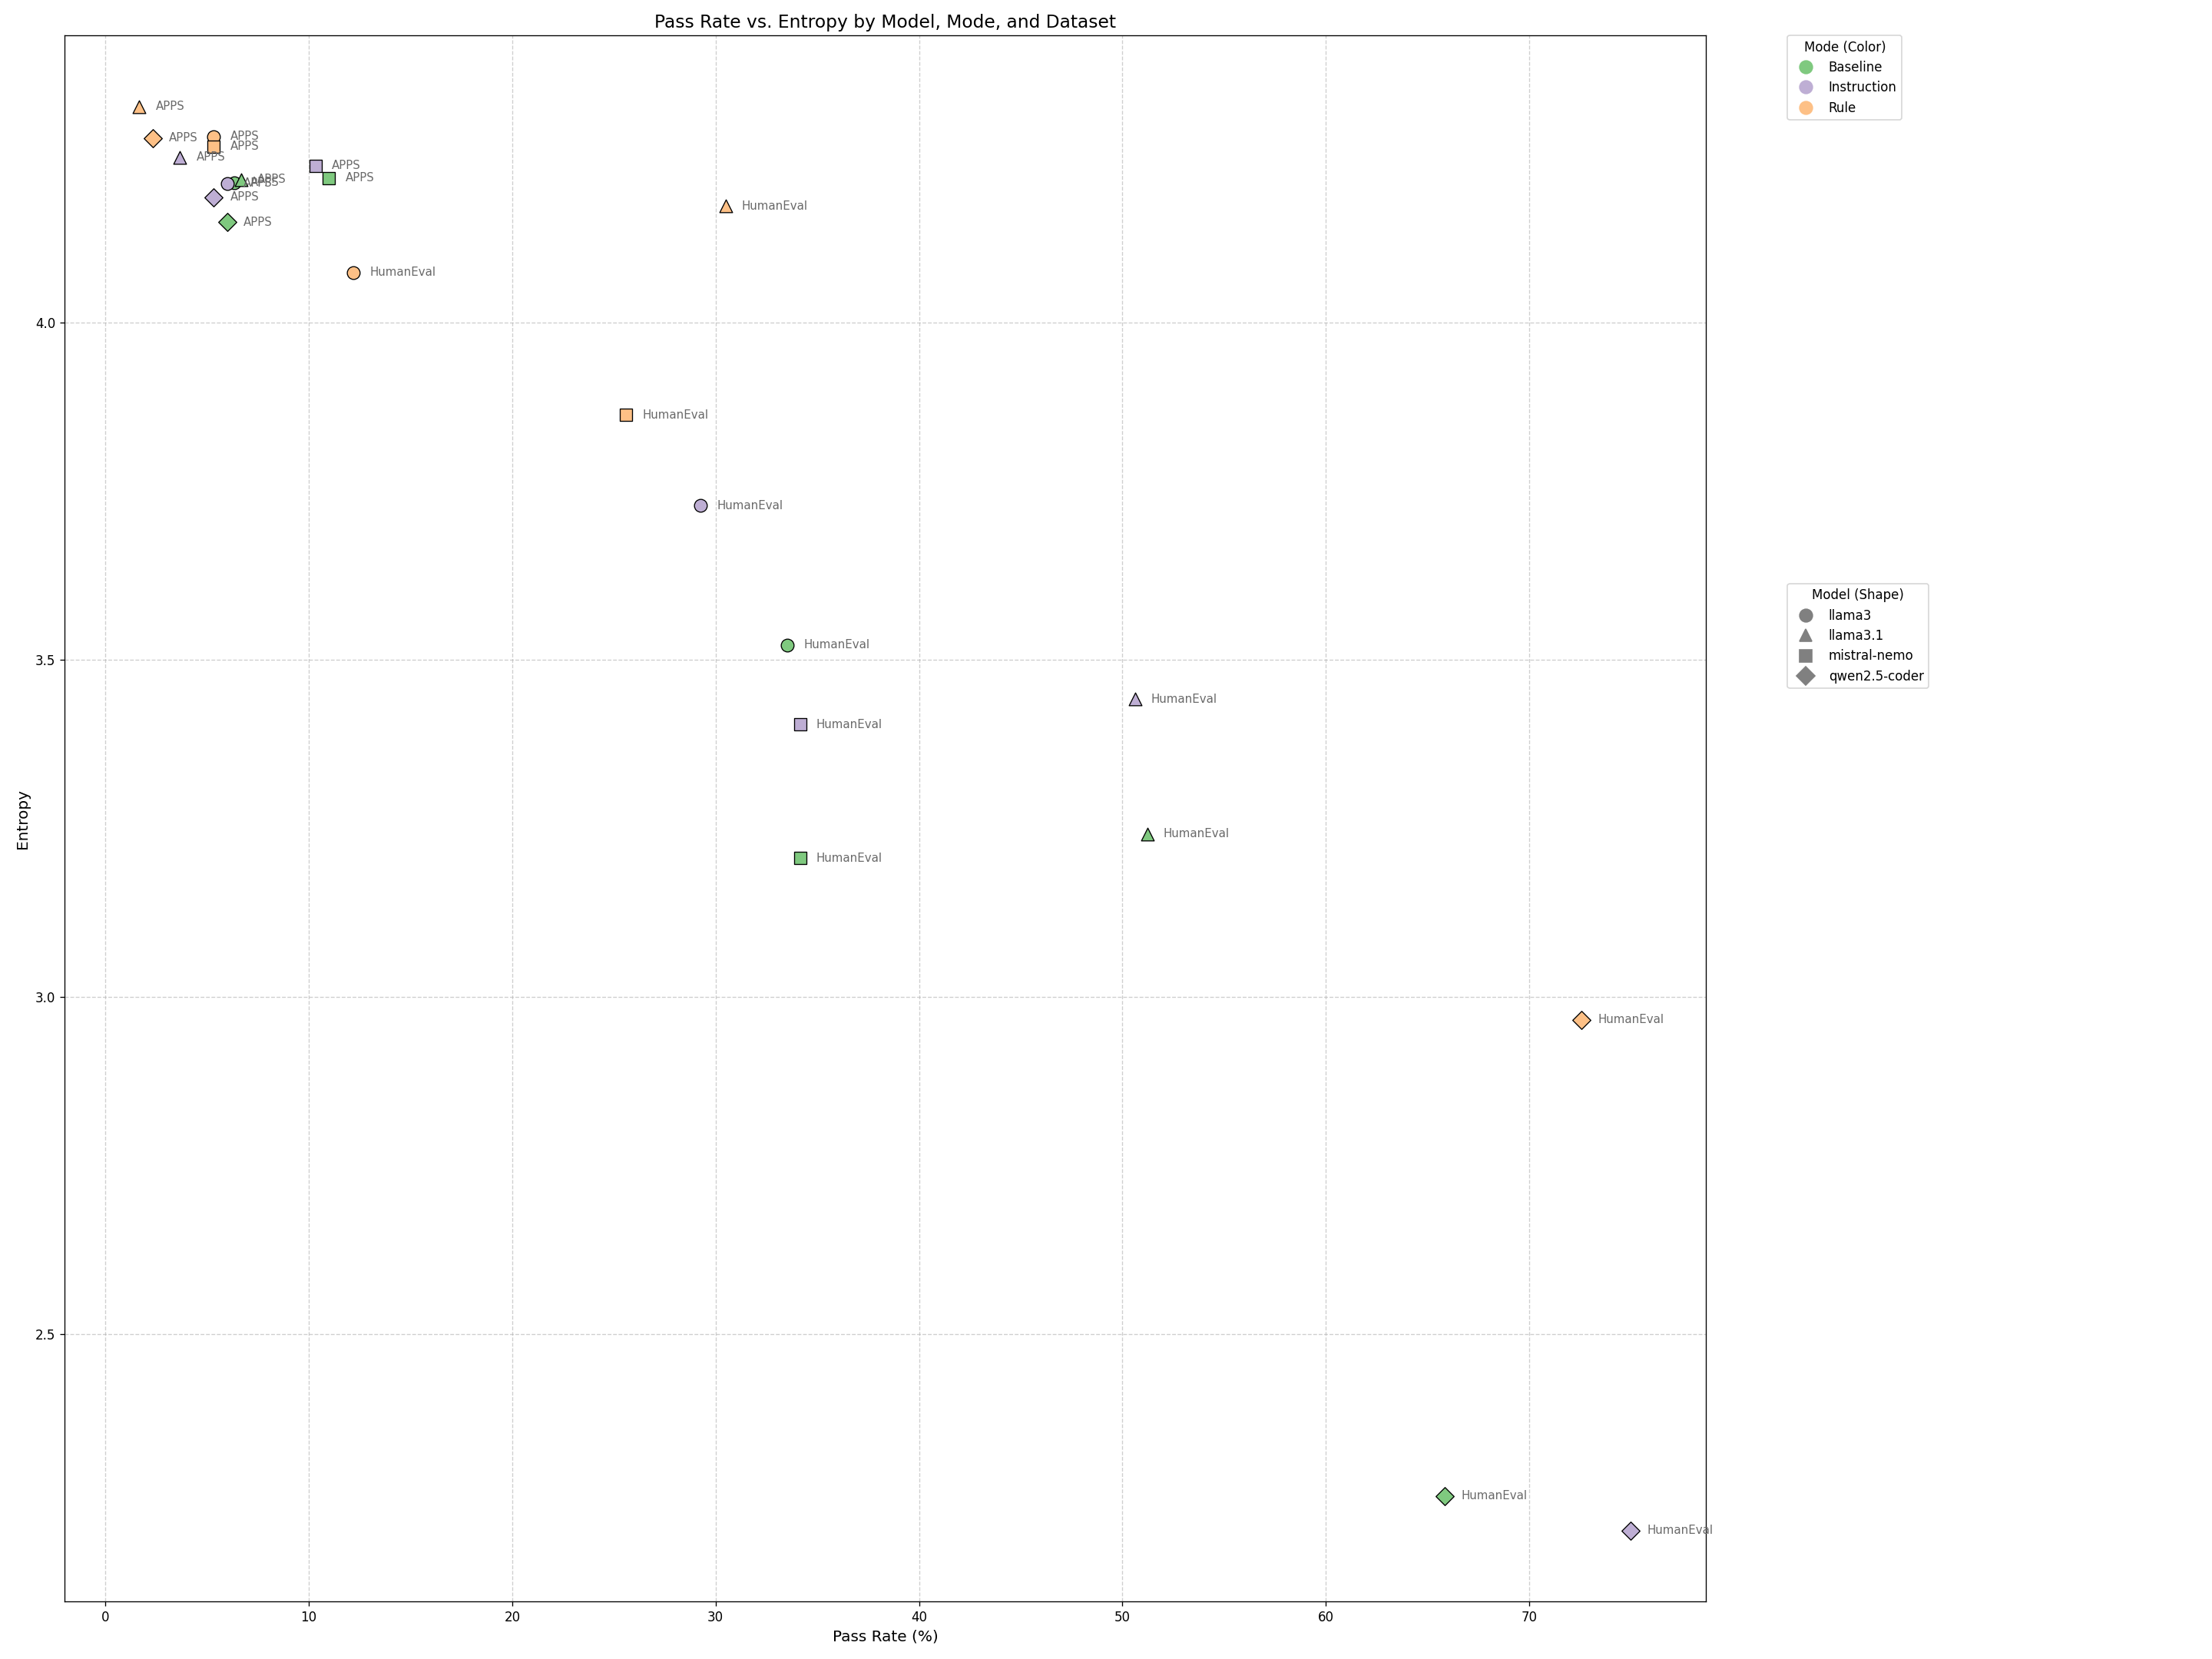 Pass Rate vs. Entropy by Model, Mode, and Dataset
Mode (Color)
Baseline
Instruction
Rule
APPS
APPS
APPS
APPS
APPS
APPS
APPS
APPS
APPS
APPS
APPS
APPS
HumanEval
HumanEval
4.0
HumanEval
HumanEval
Model (Shape)
llama3
llama3.1
mistral-nemo
qwen2.5-coder
HumanEval
3.5
HumanEval
HumanEval
HumanEval
HumanEval
Entropy
3.0
HumanEval
2.5
HumanEval
HumanEval
0 10 20 30 40 50 60 70
Pass Rate (%)